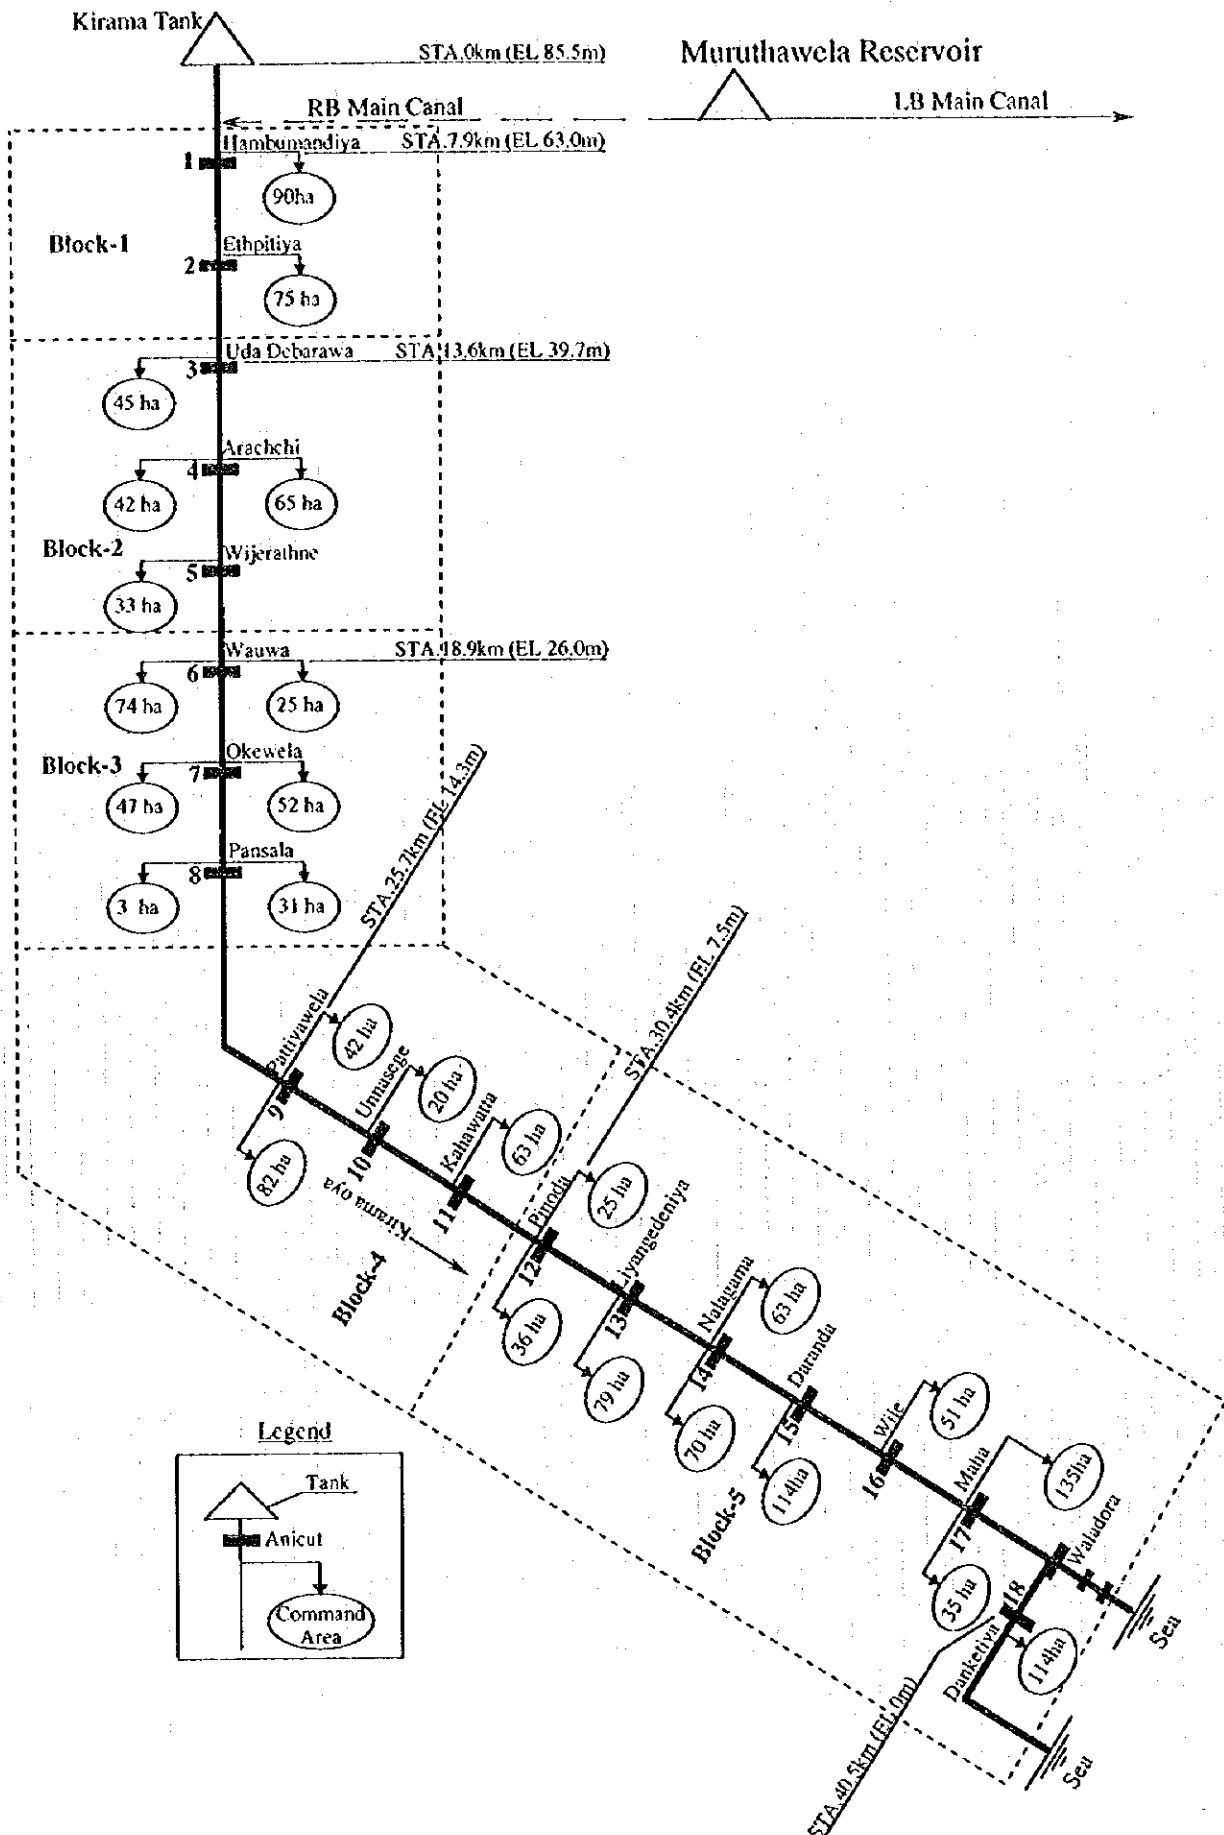 Kirama Tank
STA.0km (EL 85.5m)
Muruthawela Reservoir
RB Main Canal
LB Main Canal
Hambumandiya
STA.7.9km (EL 63.0m)
1
90ha
Block-1
Ethpitiya
2
75 ha
Uda Debarawa
STA.13.6km (EL 39.7m)
3
45 ha
Arachchi
4
42 ha
65 ha
Block-2
Wijerathne
5
33 ha
Wauwa
STA.18.9km (EL 26.0m)
6
74 ha
25 ha
Block-3
Okewela
7
47 ha
52 ha
Pansala
8
3 ha
31 ha
STA.25.7km (EL 14.3m)
Pattiyawela
9
42 ha
82 ha
Unnasege
10
20 ha
Kahawatta
11
63 ha
Kirama oya
Block-4
STA.30.4km (EL 7.5m)
Pinoda
12
25 ha
36 ha
Liyangedeniya
13
79 ha
Nalagama
14
63 ha
70 ha
Daranda
15
114ha
Block-5
Wile
16
51 ha
Maha
17
135ha
35 ha
Waladora
18
Danketiya
114ha
STA.40.5km (EL 0m)
Sea
Sea
Legend
Tank
Anicut
Command
Area